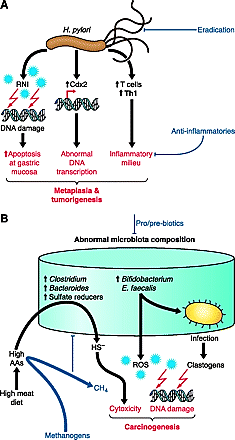 A
H. pylori
Eradication
RNI
↑Cdx2
↑T cells
↑Th1
DNA damage
Anti-inflammatories
↑Apoptosis
at gastric
mucosa
Abnormal
DNA
transcription
Inflammatory
milieu
Metaplasia &
tumorigenesis
B
Pro/pre-biotics
Abnormal microbiota composition
↑Clostridium
↑Bacteroides
↑Sulfate reducers
↑Bifidobacterium
E. faecalis
HS⁻
Infection
High
AAs
ROS
Clastogens
CH₄
High meat
diet
Cytoxicity
DNA damage
Carcinogenesis
Methanogens